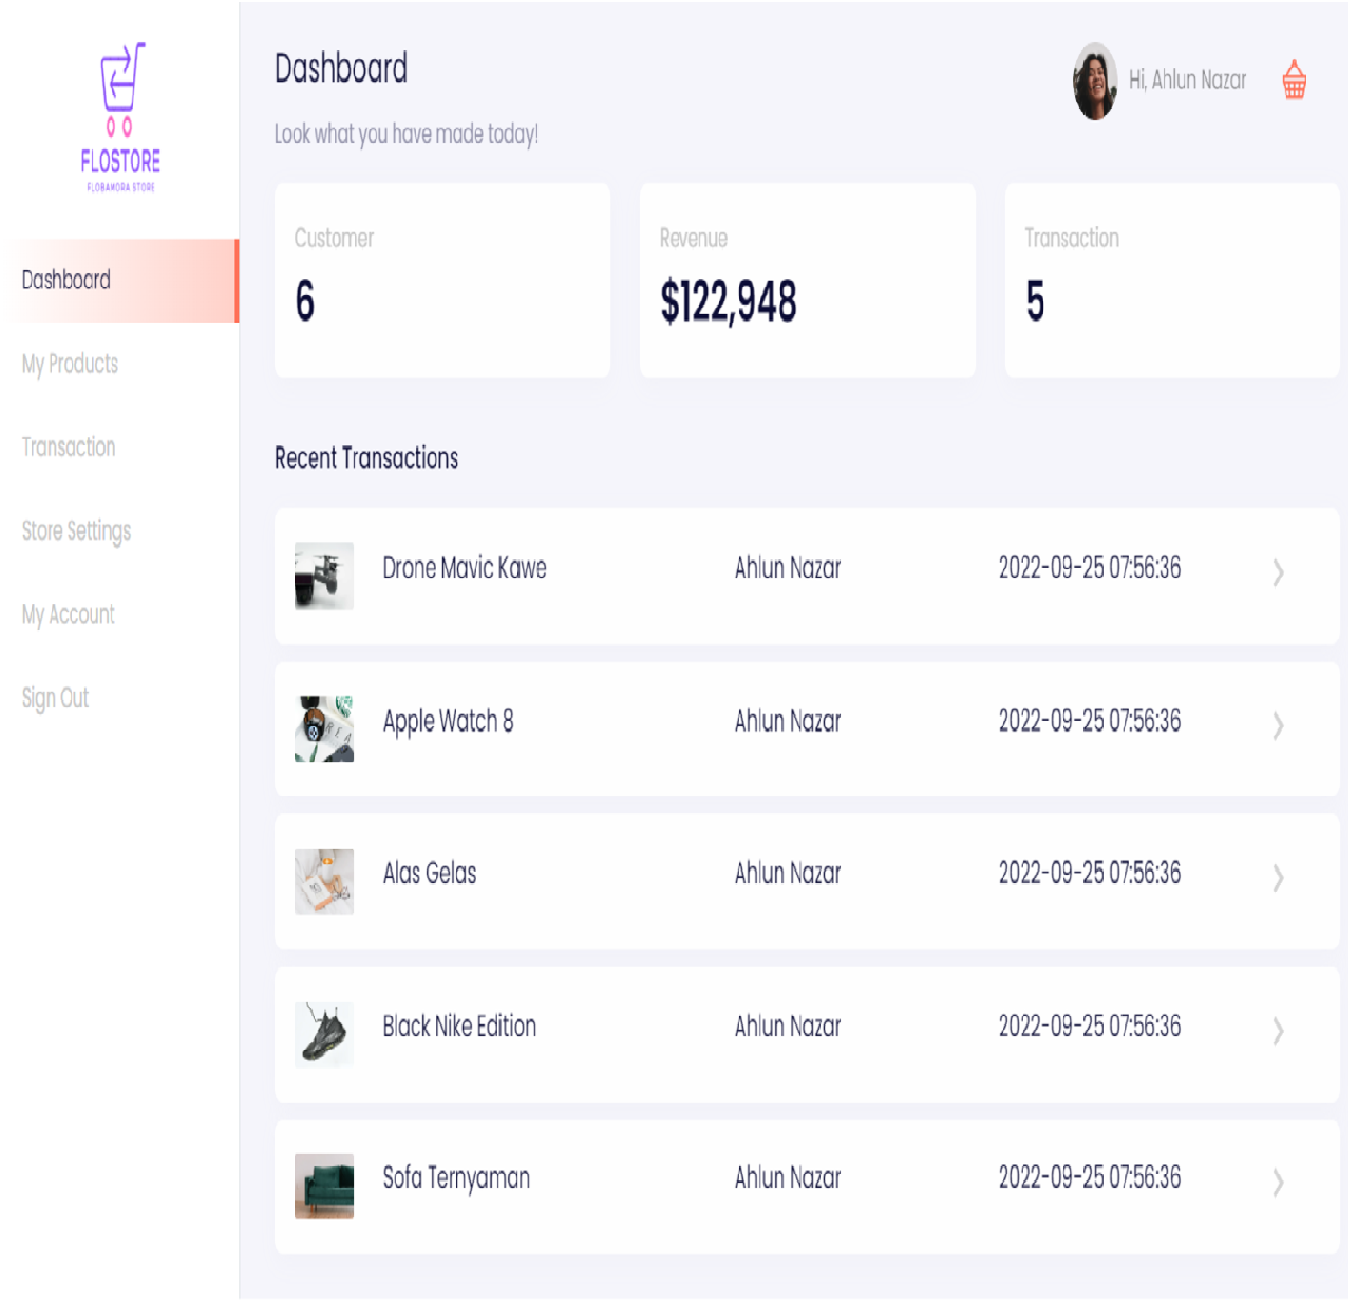 FLOSTORE
FLOBAMORA STORE
Dashboard
My Products
Transaction
Store Settings
My Account
Sign Out
Dashboard
Look what you have made today!
Hi, Ahlun Nazar
Customer
6
Revenue
$122,948
Transaction
5
Recent Transactions
Drone Mavic Kawe Ahlun Nazar 2022-09-25 07:56:36
Apple Watch 8 Ahlun Nazar 2022-09-25 07:56:36
Alas Gelas Ahlun Nazar 2022-09-25 07:56:36
Black Nike Edition Ahlun Nazar 2022-09-25 07:56:36
Sofa Ternyaman Ahlun Nazar 2022-09-25 07:56:36